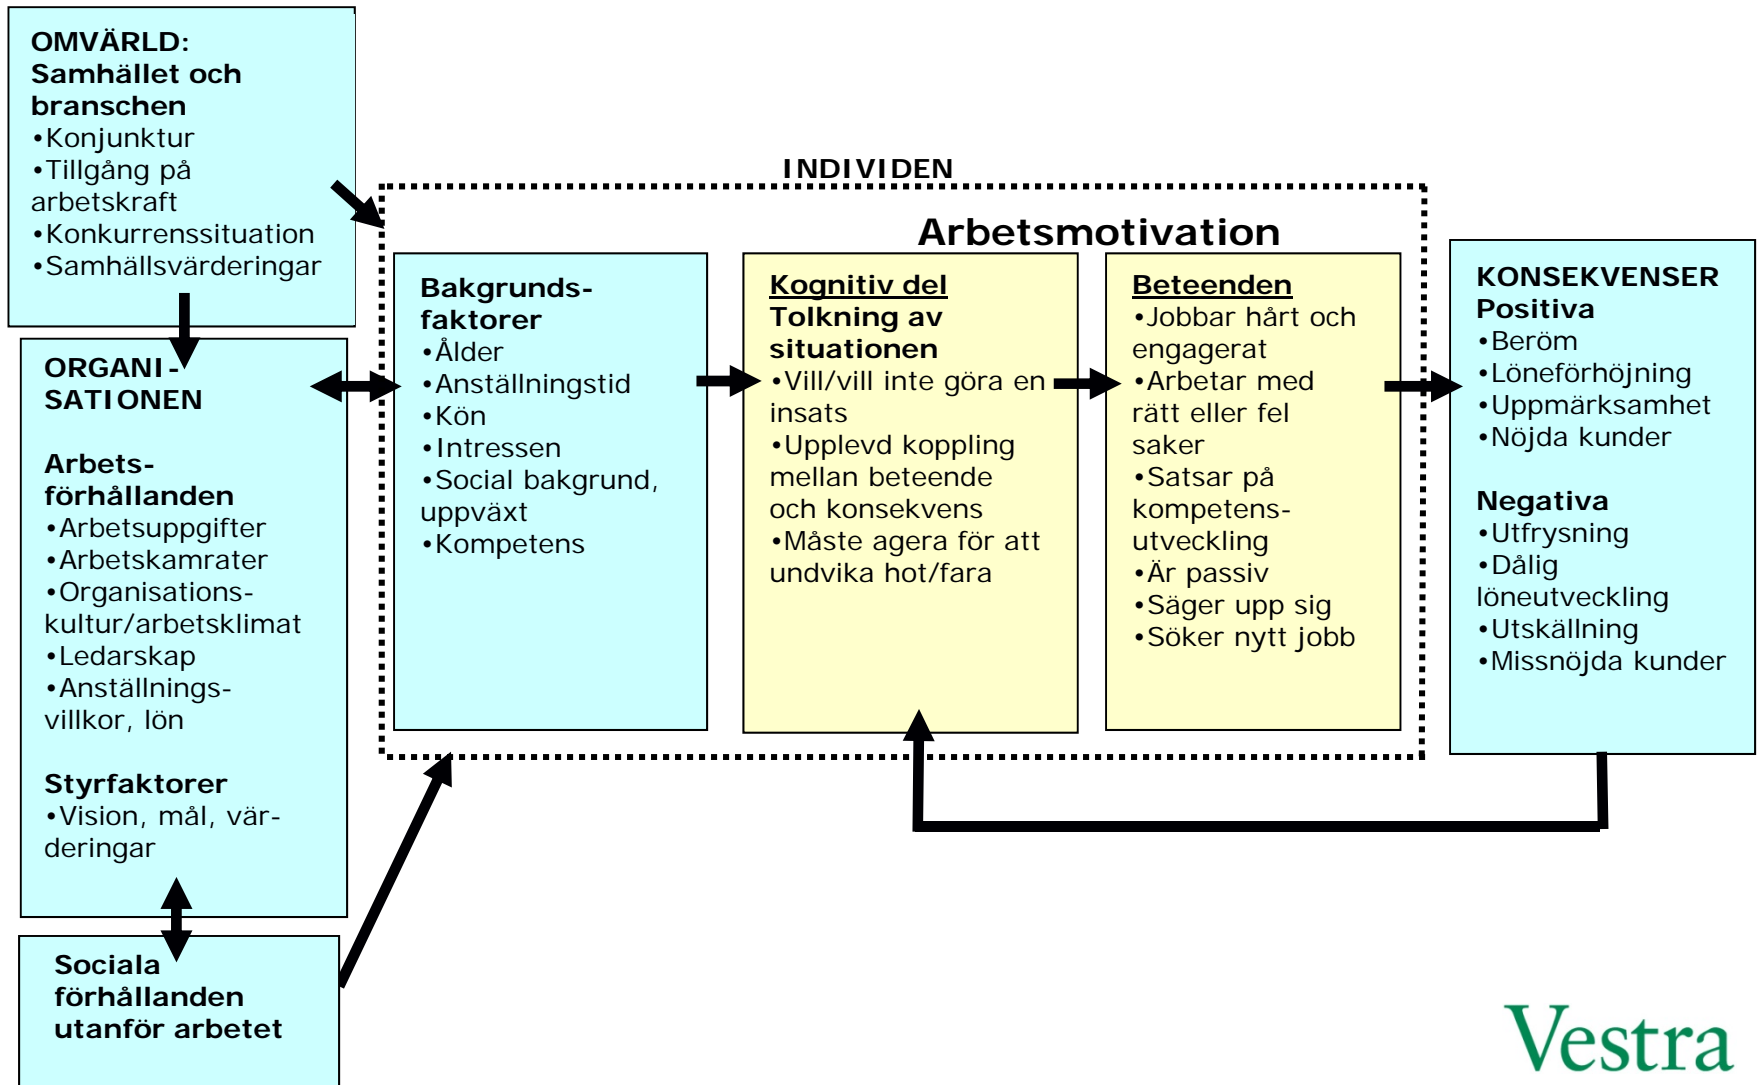 OMVÄRLD:
Samhället och
branschen
•Konjunktur
•Tillgång på
arbetskraft
•Konkurrenssituation
•Samhällsvärderingar
ORGANI-
SATIONEN
Arbets-
förhållanden
•Arbetsuppgifter
•Arbetskamrater
•Organisations-
kultur/arbetsklimat
•Ledarskap
•Anställnings-
villkor, lön
Styrfaktorer
•Vision, mål, vär-
deringar
Sociala
förhållanden
utanför arbetet
INDIVIDEN
Arbetsmotivation
Bakgrunds-
faktorer
•Ålder
•Anställningstid
•Kön
•Intressen
•Social bakgrund,
uppväxt
•Kompetens
Kognitiv del
Tolkning av
situationen
•Vill/vill inte göra en
insats
•Upplevd koppling
mellan beteende
och konsekvens
•Måste agera för att
undvika hot/fara
Beteenden
•Jobbar hårt och
engagerat
•Arbetar med
rätt eller fel
saker
•Satsar på
kompetens-
utveckling
•Är passiv
•Säger upp sig
•Söker nytt jobb
KONSEKVENSER
Positiva
•Beröm
•Löneförhöjning
•Uppmärksamhet
•Nöjda kunder
Negativa
•Utfrysning
•Dålig
löneutveckling
•Utskällning
•Missnöjda kunder
Vestra